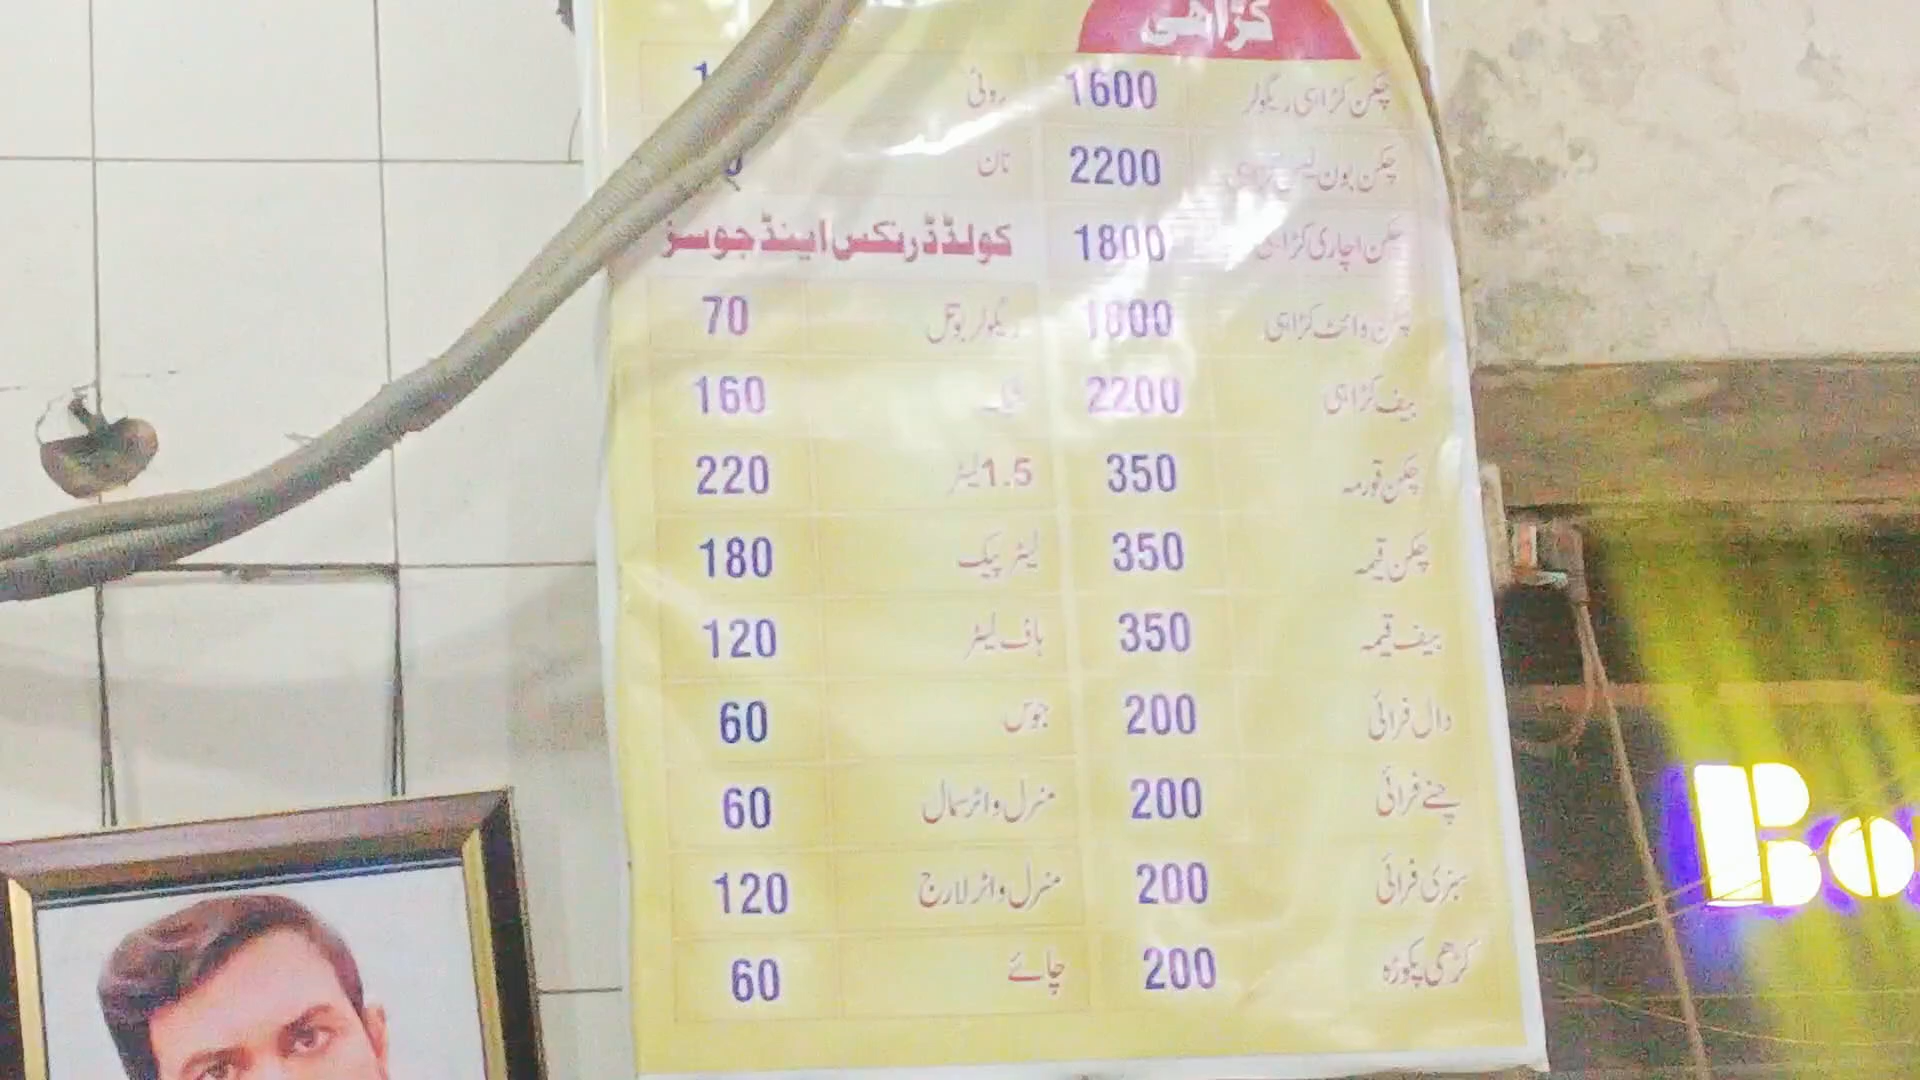 کڑاھی
چکن کڑاہی ریگولر 1600
چکن بون لیس کڑاہی 2200
چکن اچاری کڑاہی 1800
چکن وائٹ کڑاہی 1800
بیف کڑاہی 2200
چکن قورمہ 350
چکن قیمہ 350
بیف قیمہ 350
دال فرائی 200
چنے فرائی 200
سبزی فرائی 200
کڑھی پکوڑہ 200
روٹی
نان
کولڈ ڈرنکس اینڈ جوسز
ریگولر بوتل 70
160
1.5 لیٹر 220
لیٹر پیک 180
ہاف لیٹر 120
جوس 60
منرل واٹر سمال 60
منرل واٹر لارج 120
چائے 60
Bo